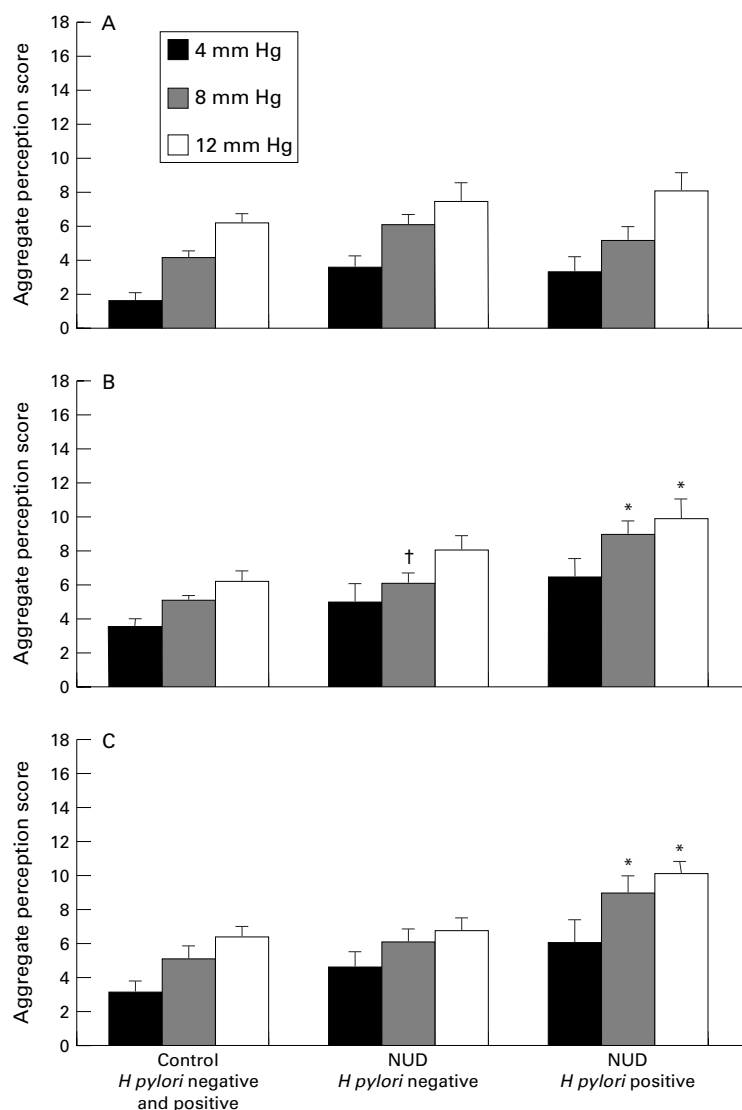 A
4 mm Hg
8 mm Hg
12 mm Hg
Aggregate perception score
18
16
14
12
10
8
6
4
2
0
B
Aggregate perception score
18
16
14
12
10
8
6
4
2
0
†
*
*
C
Aggregate perception score
18
16
14
12
10
8
6
4
2
0
*
*
Control
H pylori negative
and positive
NUD
H pylori negative
NUD
H pylori positive